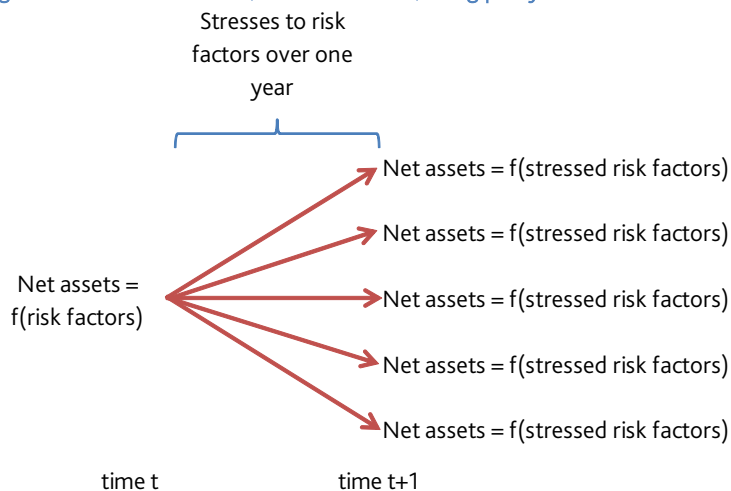 Stresses to risk
factors over one
year
Net assets = f(stressed risk factors)
Net assets = f(stressed risk factors)
Net assets =
f(risk factors)
Net assets = f(stressed risk factors)
Net assets = f(stressed risk factors)
Net assets = f(stressed risk factors)
time t
time t+1